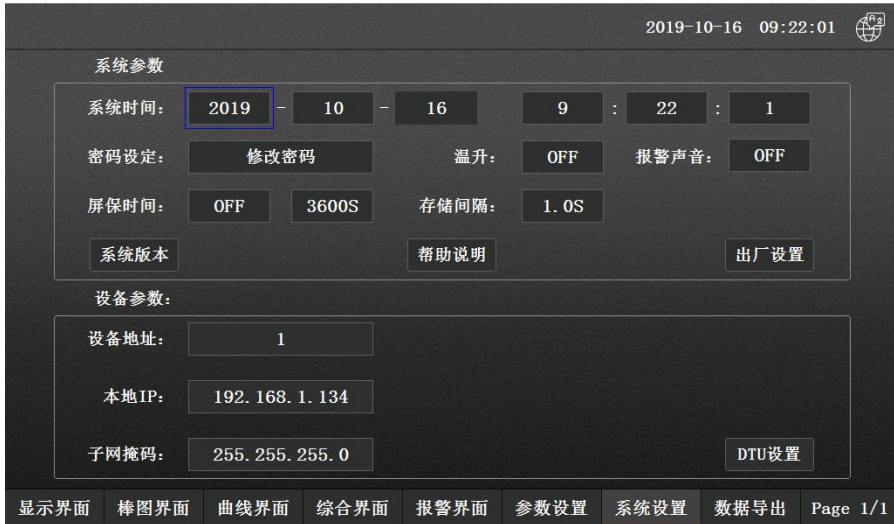 2019-10-16 09:22:01
系统参数
系统时间： 2019 - 10 - 16 9 : 22 : 1
密码设定： 修改密码 温升： OFF 报警声音： OFF
屏保时间： OFF 3600S 存储间隔： 1.0S
系统版本 帮助说明 出厂设置
设备参数：
设备地址： 1
本地IP： 192.168.1.134
子网掩码： 255.255.255.0 DTU设置
显示界面 棒图界面 曲线界面 综合界面 报警界面 参数设置 系统设置 数据导出 Page 1/1